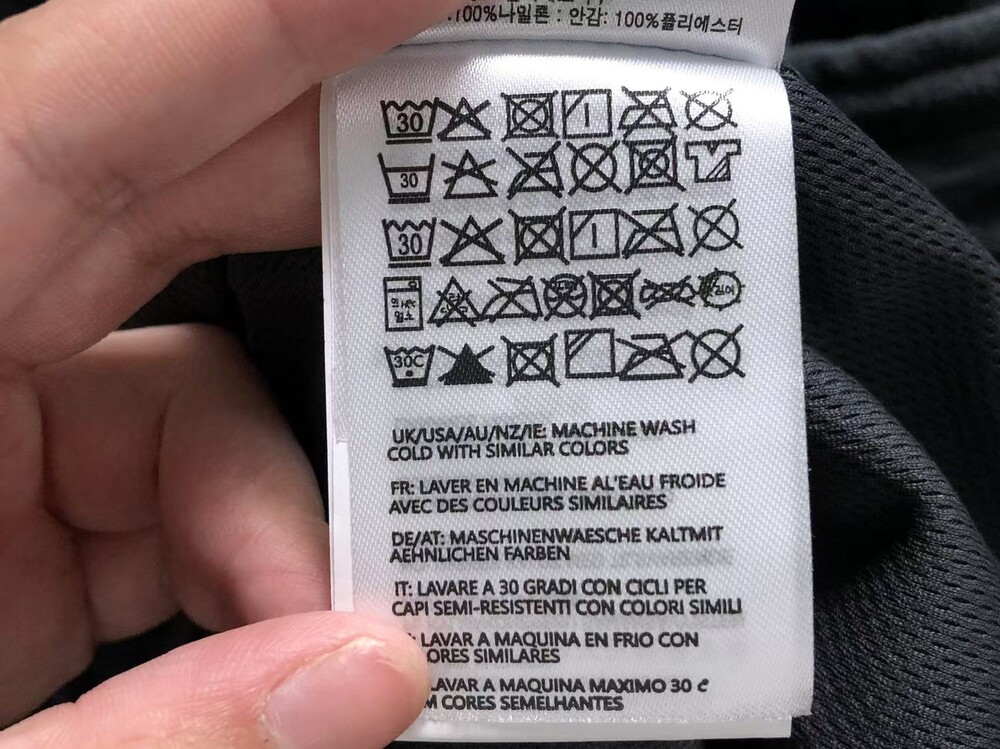 :100%나일론 : 안감: 100%폴리에스터
30
30
30
30C
UK/USA/AU/NZ/IE: MACHINE WASH
COLD WITH SIMILAR COLORS
FR: LAVER EN MACHINE AL'EAU FROIDE
AVEC DES COULEURS SIMILAIRES
DE/AT: MASCHINENWAESCHE KALTMIT
AEHNLICHEN FARBEN
IT: LAVARE A 30 GRADI CON CICLI PER
CAPI SEMI-RESISTENTI CON COLORI SIMILI
: LAVAR A MAQUINA EN FRIO CON
ORES SIMILARES
LAVAR A MAQUINA MAXIMO 30 C
M CORES SEMELHANTES